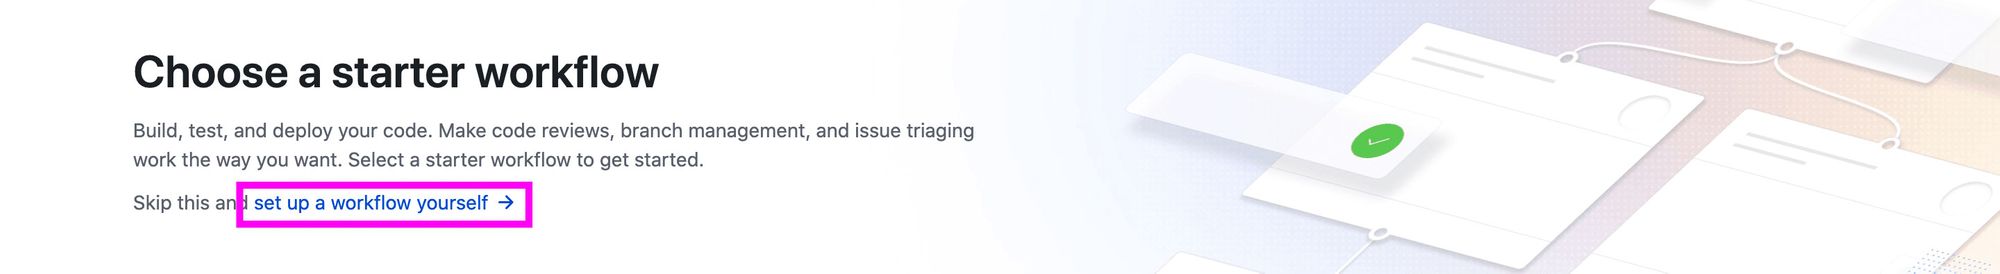 Choose a starter workflow
Build, test, and deploy your code. Make code reviews, branch management, and issue triaging
work the way you want. Select a starter workflow to get started.
Skip this and set up a workflow yourself →